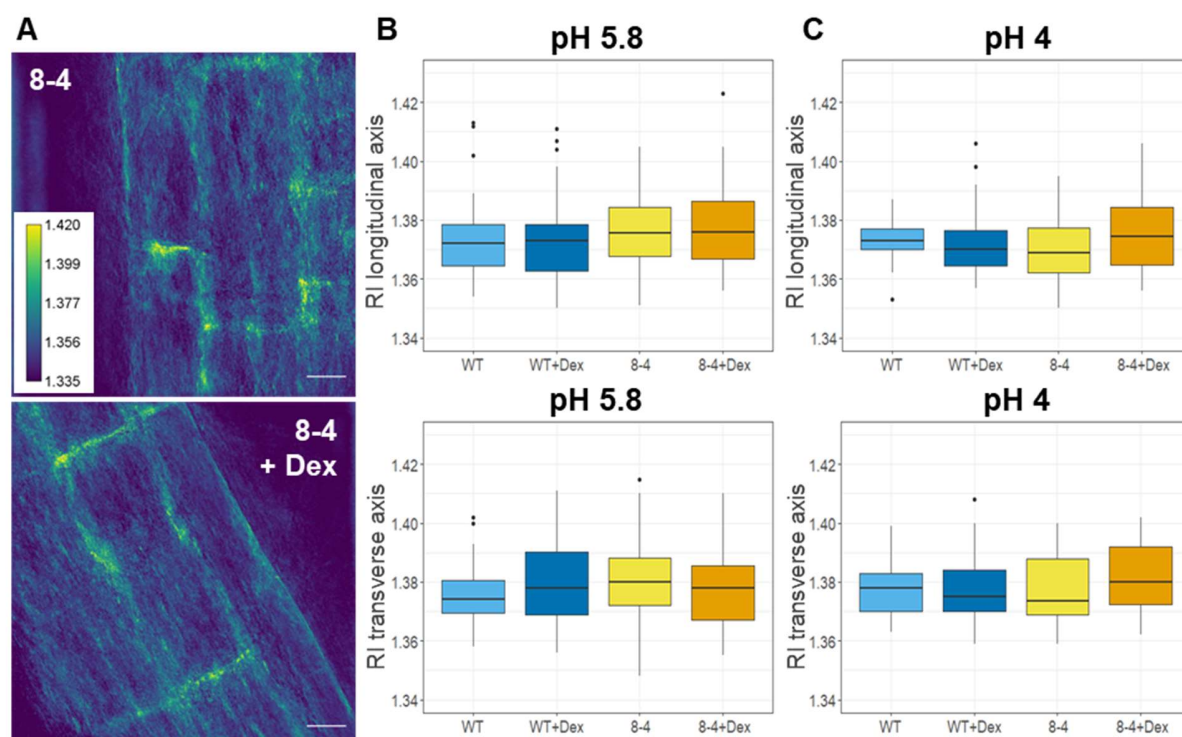 A
8-4
1.420
1.399
1.377
1.356
1.335
8-4
+ Dex
B
pH 5.8
RI longitudinal axis
1.42
1.40
1.38
1.36
1.34
WT WT+Dex 8-4 8-4+Dex
pH 5.8
RI transverse axis
1.42
1.40
1.38
1.36
1.34
WT WT+Dex 8-4 8-4+Dex
C
pH 4
RI longitudinal axis
1.42
1.40
1.38
1.36
1.34
WT WT+Dex 8-4 8-4+Dex
pH 4
RI transverse axis
1.42
1.40
1.38
1.36
1.34
WT WT+Dex 8-4 8-4+Dex